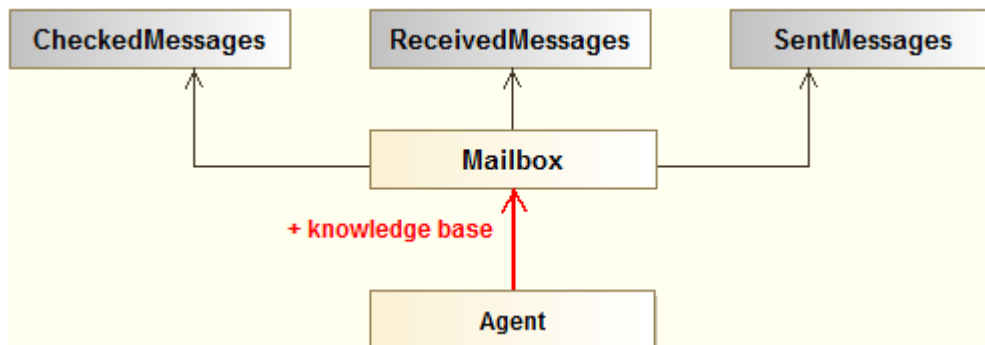 CheckedMessages
ReceivedMessages
SentMessages
Mailbox
+ knowledge base
Agent